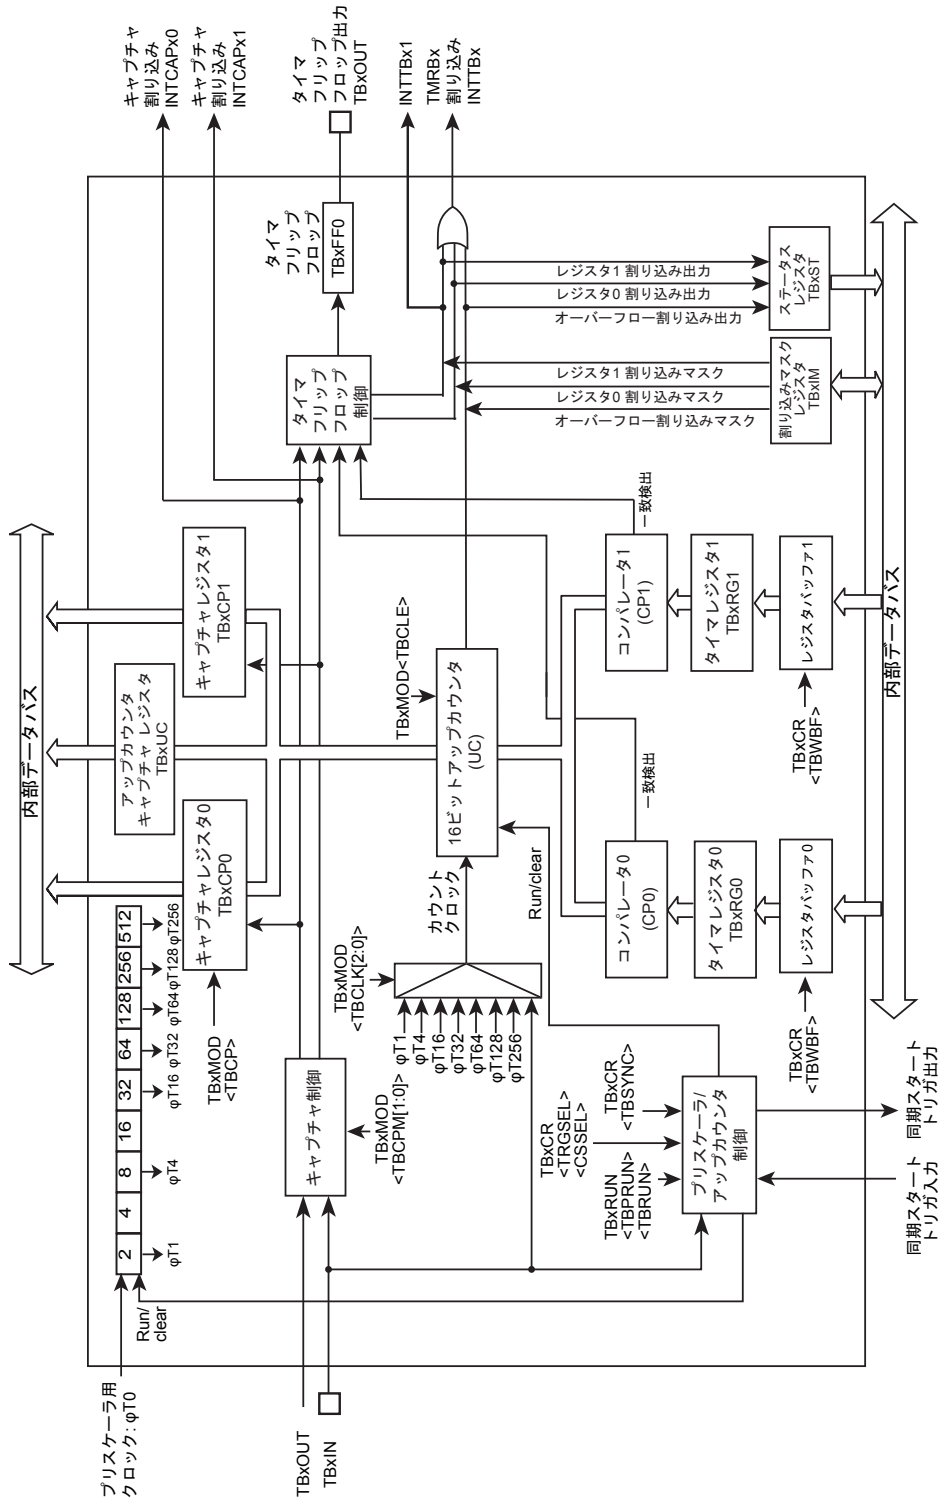 プリスケーラ用
クロック: φT0
Run/
clear
2
4
8
16
32
64
128
256
512
φT1
φT4
φT16
φT32
φT64
φT128
φT256
内部データバス
アップカウンタ
キャプチャ レジスタ
TBxUC
キャプチャレジスタ0
TBxCP0
キャプチャレジスタ1
TBxCP1
TBxMOD
<TBCP>
キャプチャ
割り込み
INTCAPx0
キャプチャ
割り込み
INTCAPx1
タイマ
フリップ
フロップ出力
TBxOUT
INTTBx1
TMRBx
割り込み
INTTBx
タイマ
フリップ
フロップ
TBxFF0
タイマ
フリップ
フロップ
制御
TBxOUT
TBxIN
キャプチャ制御
TBxMOD
<TBCPM[1:0]>
TBxMOD
<TBCLK[2:0]>
φT1
φT4
φT16
φT32
φT64
φT128
φT256
カウント
クロック
16ビットアップカウンタ
(UC)
TBxMOD<TBCLE>
Run/clear
レジスタ1 割り込み出力
レジスタ0 割り込み出力
オーバーフロー割り込み出力
レジスタ1 割り込みマスク
レジスタ0 割り込みマスク
オーバーフロー割り込みマスク
ステータス
レジスタ
TBxST
割り込みマスク
レジスタ
TBxIM
一致検出
一致検出
コンパレータ0
(CP0)
コンパレータ1
(CP1)
タイマレジスタ0
TBxRG0
タイマレジスタ1
TBxRG1
レジスタバッファ0
レジスタバッファ1
TBxCR
<TBWBF>
TBxCR
<TBWBF>
TBxRUN
<TBPRUN>
<TBRUN>
TBxCR
<TRGSEL>
<CSSEL>
TBxCR
<TBSYNC>
プリスケーラ/
アップカウンタ
制御
内部データバス
同期スタート
トリガ入力
同期スタート
トリガ出力